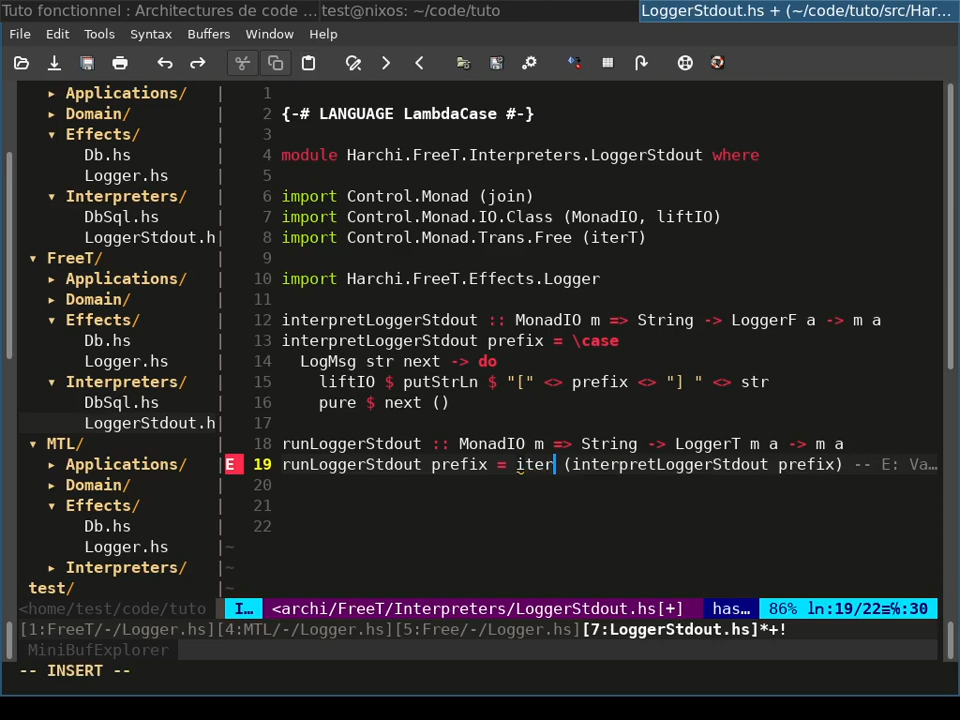 Tuto fonctionnel : Architectures de code ... test@nixos: ~/code/tuto LoggerStdout.hs + (~/code/tuto/src/Har...
File Edit Tools Syntax Buffers Window Help
▸ Applications/
▸ Domain/
▾ Effects/
Db.hs
Logger.hs
▾ Interpreters/
DbSql.hs
LoggerStdout.h
▾ FreeT/
▸ Applications/
▸ Domain/
▾ Effects/
Db.hs
Logger.hs
▾ Interpreters/
DbSql.hs
LoggerStdout.h
▾ MTL/
▸ Applications/
▸ Domain/
▾ Effects/
Db.hs
Logger.hs
▸ Interpreters/
test/
<home/test/code/tuto
1
2 {-# LANGUAGE LambdaCase #-}
3
4 module Harchi.FreeT.Interpreters.LoggerStdout where
5
6 import Control.Monad (join)
7 import Control.Monad.IO.Class (MonadIO, liftIO)
8 import Control.Monad.Trans.Free (iterT)
9
10 import Harchi.FreeT.Effects.Logger
11
12 interpretLoggerStdout :: MonadIO m => String -> LoggerF a -> m a
13 interpretLoggerStdout prefix = \case
14   LogMsg str next -> do
15     liftIO $ putStrLn $ "[" <> prefix <> "] " <> str
16     pure $ next ()
17
18 runLoggerStdout :: MonadIO m => String -> LoggerT m a -> m a
E 19 runLoggerStdout prefix = iter (interpretLoggerStdout prefix) -- E: Va…
20
21
22
~
~
~
I… <archi/FreeT/Interpreters/LoggerStdout.hs[+] has… 86% ln:19/22≡℅:30
[1:FreeT/-/Logger.hs][4:MTL/-/Logger.hs][5:Free/-/Logger.hs][7:LoggerStdout.hs]*+!
MiniBufExplorer
-- INSERT --